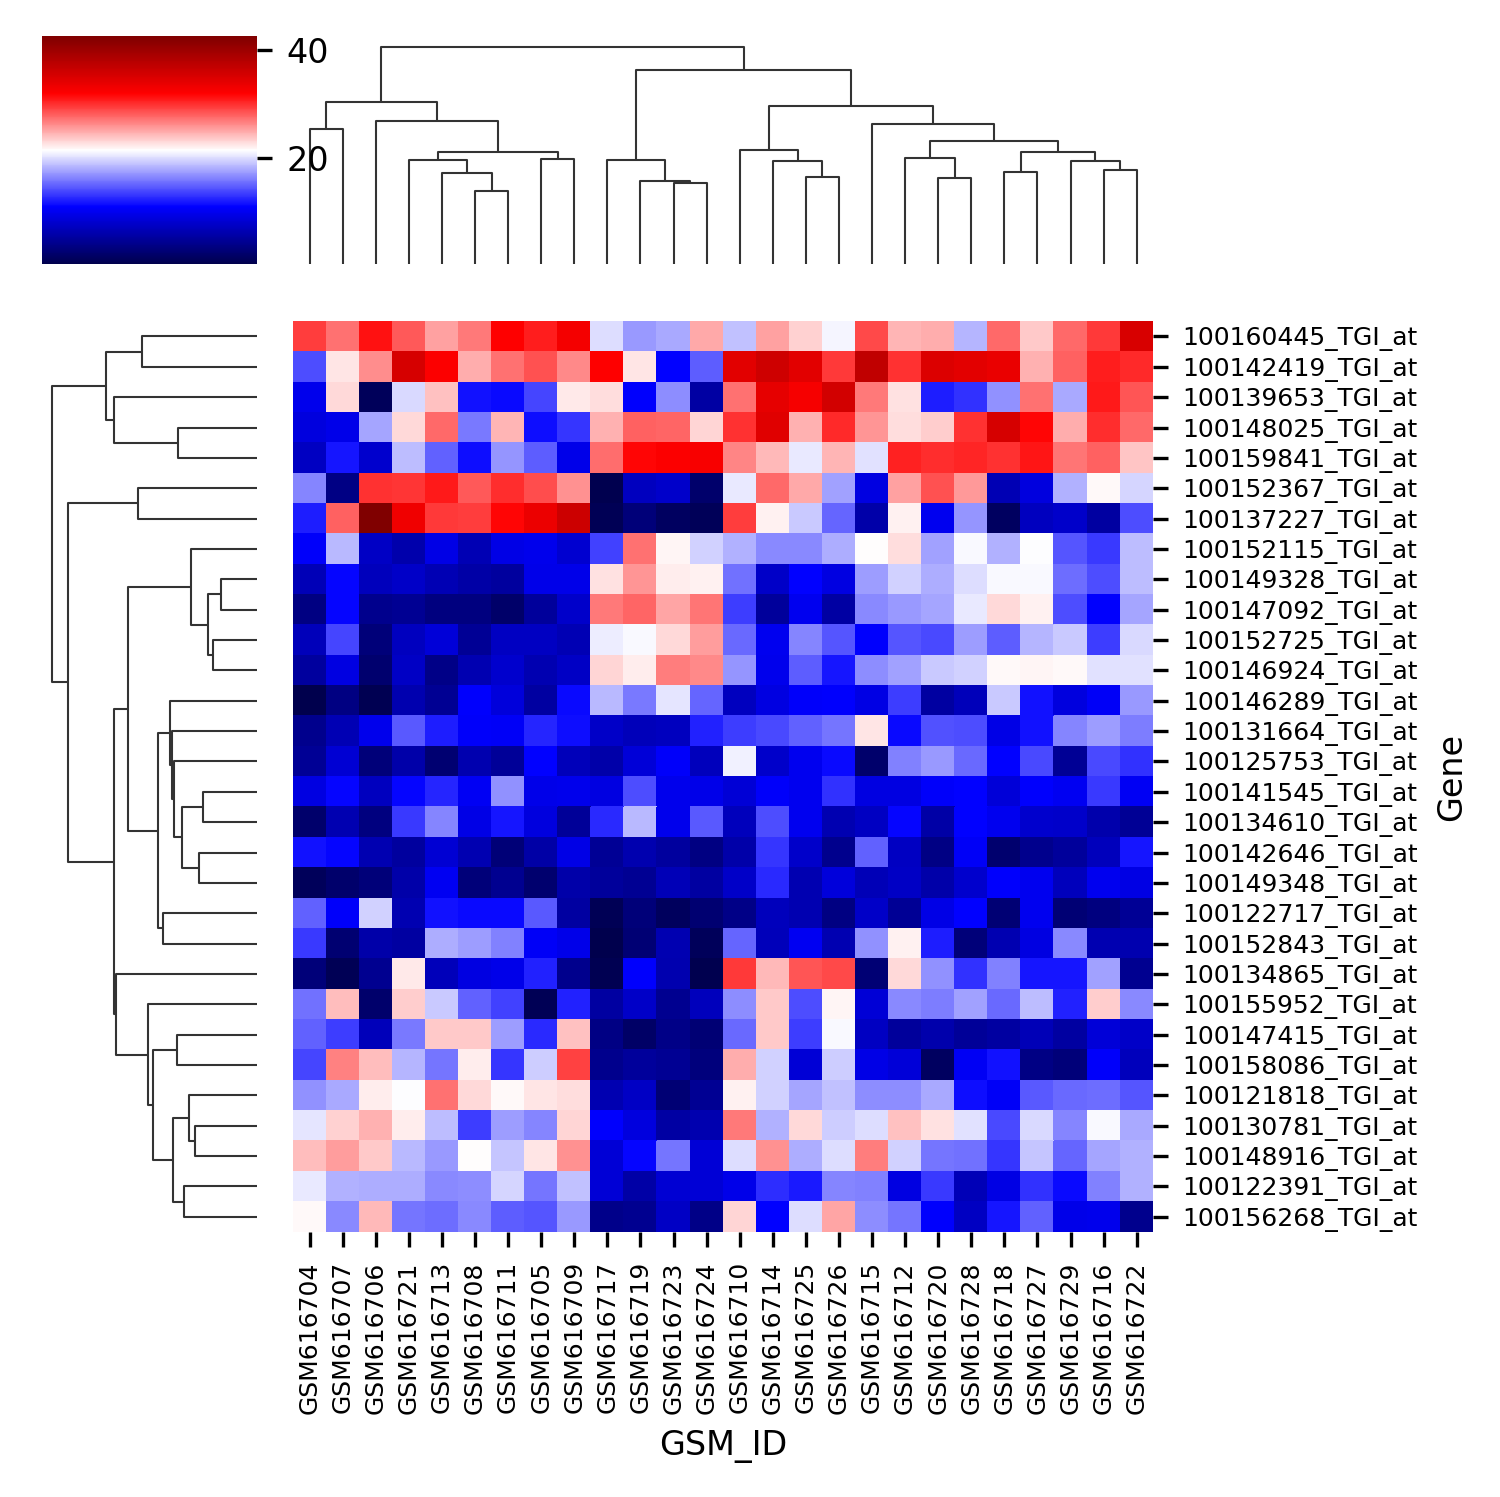 40
20
100160445_TGI_at
100142419_TGI_at
100139653_TGI_at
100148025_TGI_at
100159841_TGI_at
100152367_TGI_at
100137227_TGI_at
100152115_TGI_at
100149328_TGI_at
100147092_TGI_at
100152725_TGI_at
100146924_TGI_at
100146289_TGI_at
100131664_TGI_at
100125753_TGI_at
100141545_TGI_at
100134610_TGI_at
100142646_TGI_at
100149348_TGI_at
100122717_TGI_at
100152843_TGI_at
100134865_TGI_at
100155952_TGI_at
100147415_TGI_at
100158086_TGI_at
100121818_TGI_at
100130781_TGI_at
100148916_TGI_at
100122391_TGI_at
100156268_TGI_at
Gene
GSM616704
GSM616707
GSM616706
GSM616721
GSM616713
GSM616708
GSM616711
GSM616705
GSM616709
GSM616717
GSM616719
GSM616723
GSM616724
GSM616710
GSM616714
GSM616725
GSM616726
GSM616715
GSM616712
GSM616720
GSM616728
GSM616718
GSM616727
GSM616729
GSM616716
GSM616722
GSM_ID